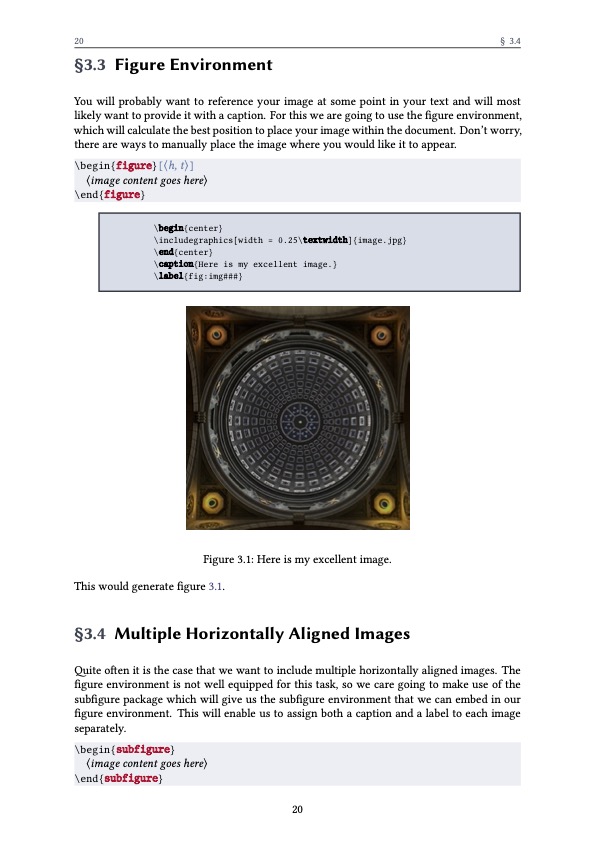 20 § 3.4
§3.3 Figure Environment
You will probably want to reference your image at some point in your text and will most
likely want to provide it with a caption. For this we are going to use the figure environment,
which will calculate the best position to place your image within the document. Don't worry,
there are ways to manually place the image where you would like it to appear.
\begin{figure}[⟨h, t⟩]
⟨image content goes here⟩
\end{figure}
\begin{center}
\includegraphics[width = 0.25\textwidth]{image.jpg}
\end{center}
\caption{Here is my excellent image.}
\label{fig:img###}
Figure 3.1: Here is my excellent image.
This would generate figure 3.1.
§3.4 Multiple Horizontally Aligned Images
Quite often it is the case that we want to include multiple horizontally aligned images. The
figure environment is not well equipped for this task, so we care going to make use of the
subfigure package which will give us the subfigure environment that we can embed in our
figure environment. This will enable us to assign both a caption and a label to each image
separately.
\begin{subfigure}
⟨image content goes here⟩
\end{subfigure}
20